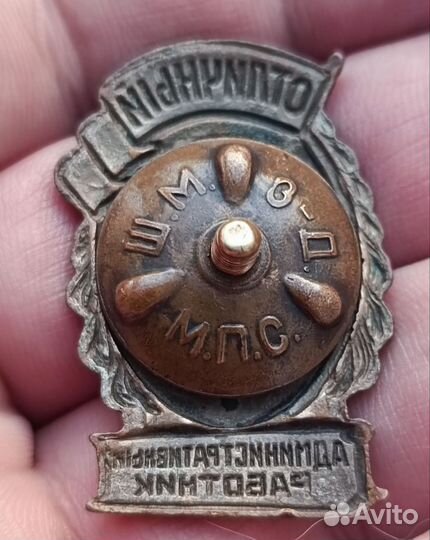 ОТЛИЧНЫЙ
Ш.М. З-Д.
М.П.С.
АДМИНИСТРАТИВНЫЙ
РАБОТНИК
Avito